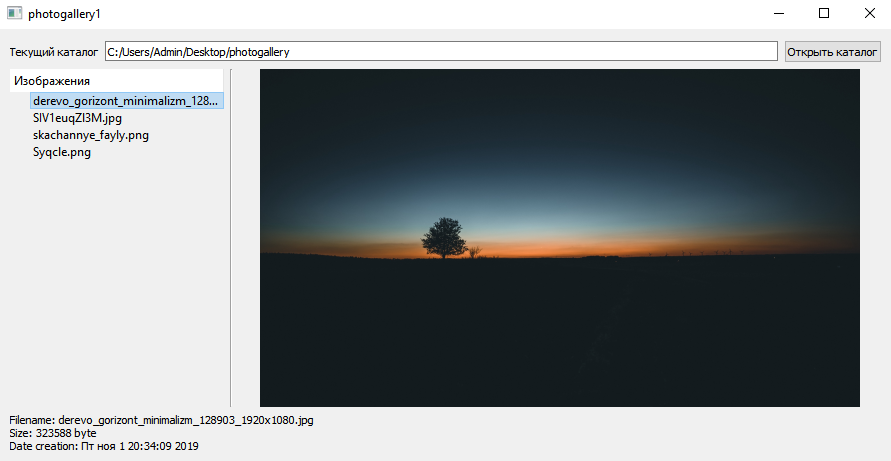 photogallery1
Текущий каталог C:/Users/Admin/Desktop/photogallery Открыть каталог
Изображения
derevo_gorizont_minimalizm_128...
SlV1euqZl3M.jpg
skachannye_fayly.png
Syqcle.png
Filename: derevo_gorizont_minimalizm_128903_1920x1080.jpg
Size: 323588 byte
Date creation: Пт ноя 1 20:34:09 2019